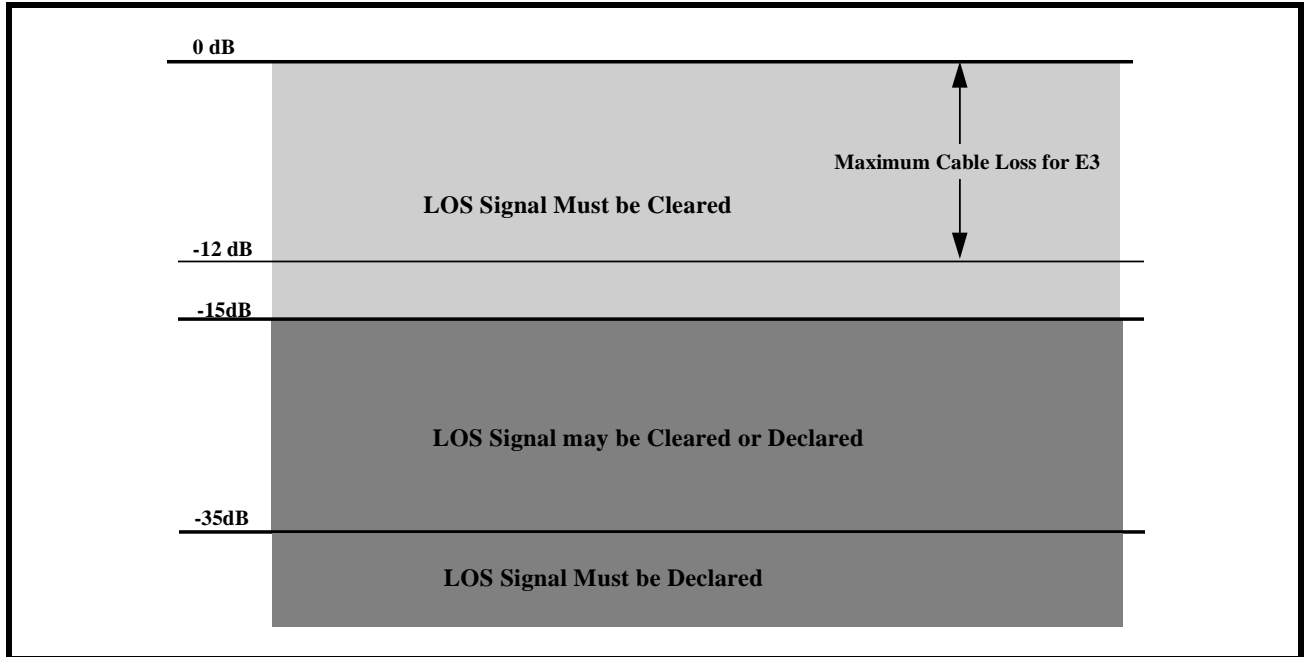 0 dB
Maximum Cable Loss for E3
LOS Signal Must be Cleared
-12 dB
-15dB
LOS Signal may be Cleared or Declared
-35dB
LOS Signal Must be Declared